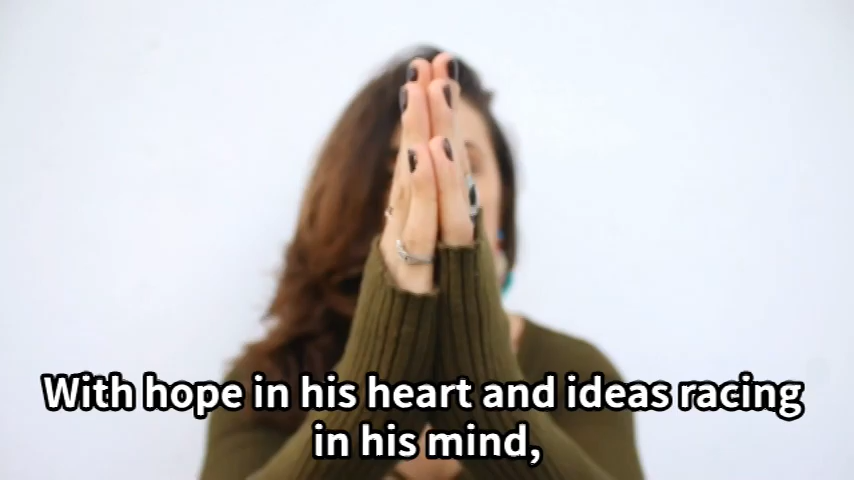 With hope in his heart and ideas racing
in his mind,